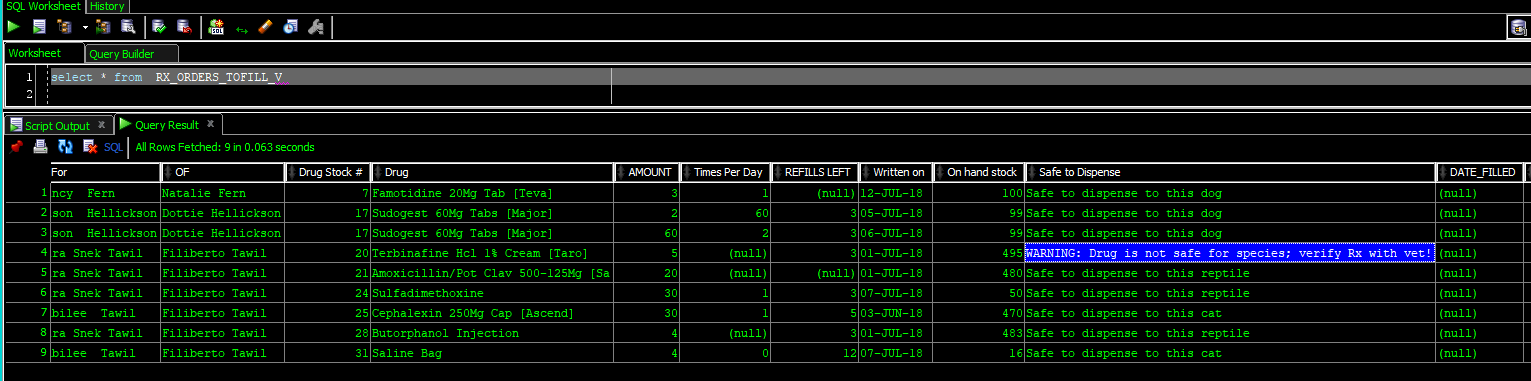 SQL Worksheet History
SQL
Worksheet Query Builder
1 select * from RX_ORDERS_TOFILL_V
2
Script Output x Query Result x
SQL All Rows Fetched: 9 in 0.063 seconds
For OF Drug Stock # Drug AMOUNT Times Per Day REFILLS LEFT Written on On hand stock Safe to Dispense DATE_FILLED
1 ncy Fern Natalie Fern 7 Famotidine 20Mg Tab [Teva] 3 1 (null) 12-JUL-18 100 Safe to dispense to this dog (null)
2 son Hellickson Dottie Hellickson 17 Sudogest 60Mg Tabs [Major] 2 60 3 05-JUL-18 99 Safe to dispense to this dog (null)
3 son Hellickson Dottie Hellickson 17 Sudogest 60Mg Tabs [Major] 60 2 3 06-JUL-18 99 Safe to dispense to this dog (null)
4 ra Snek Tawil Filiberto Tawil 20 Terbinafine Hcl 1% Cream [Taro] 5 (null) 3 01-JUL-18 495 WARNING: Drug is not safe for species; verify Rx with vet! (null)
5 ra Snek Tawil Filiberto Tawil 21 Amoxicillin/Pot Clav 500-125Mg [Sa 20 (null) (null) 01-JUL-18 480 Safe to dispense to this reptile (null)
6 ra Snek Tawil Filiberto Tawil 24 Sulfadimethoxine 30 1 3 07-JUL-18 50 Safe to dispense to this reptile (null)
7 bilee Tawil Filiberto Tawil 25 Cephalexin 250Mg Cap [Ascend] 30 1 5 03-JUN-18 470 Safe to dispense to this cat (null)
8 ra Snek Tawil Filiberto Tawil 28 Butorphanol Injection 4 (null) 3 01-JUL-18 483 Safe to dispense to this reptile (null)
9 bilee Tawil Filiberto Tawil 31 Saline Bag 4 0 12 07-JUL-18 16 Safe to dispense to this cat (null)